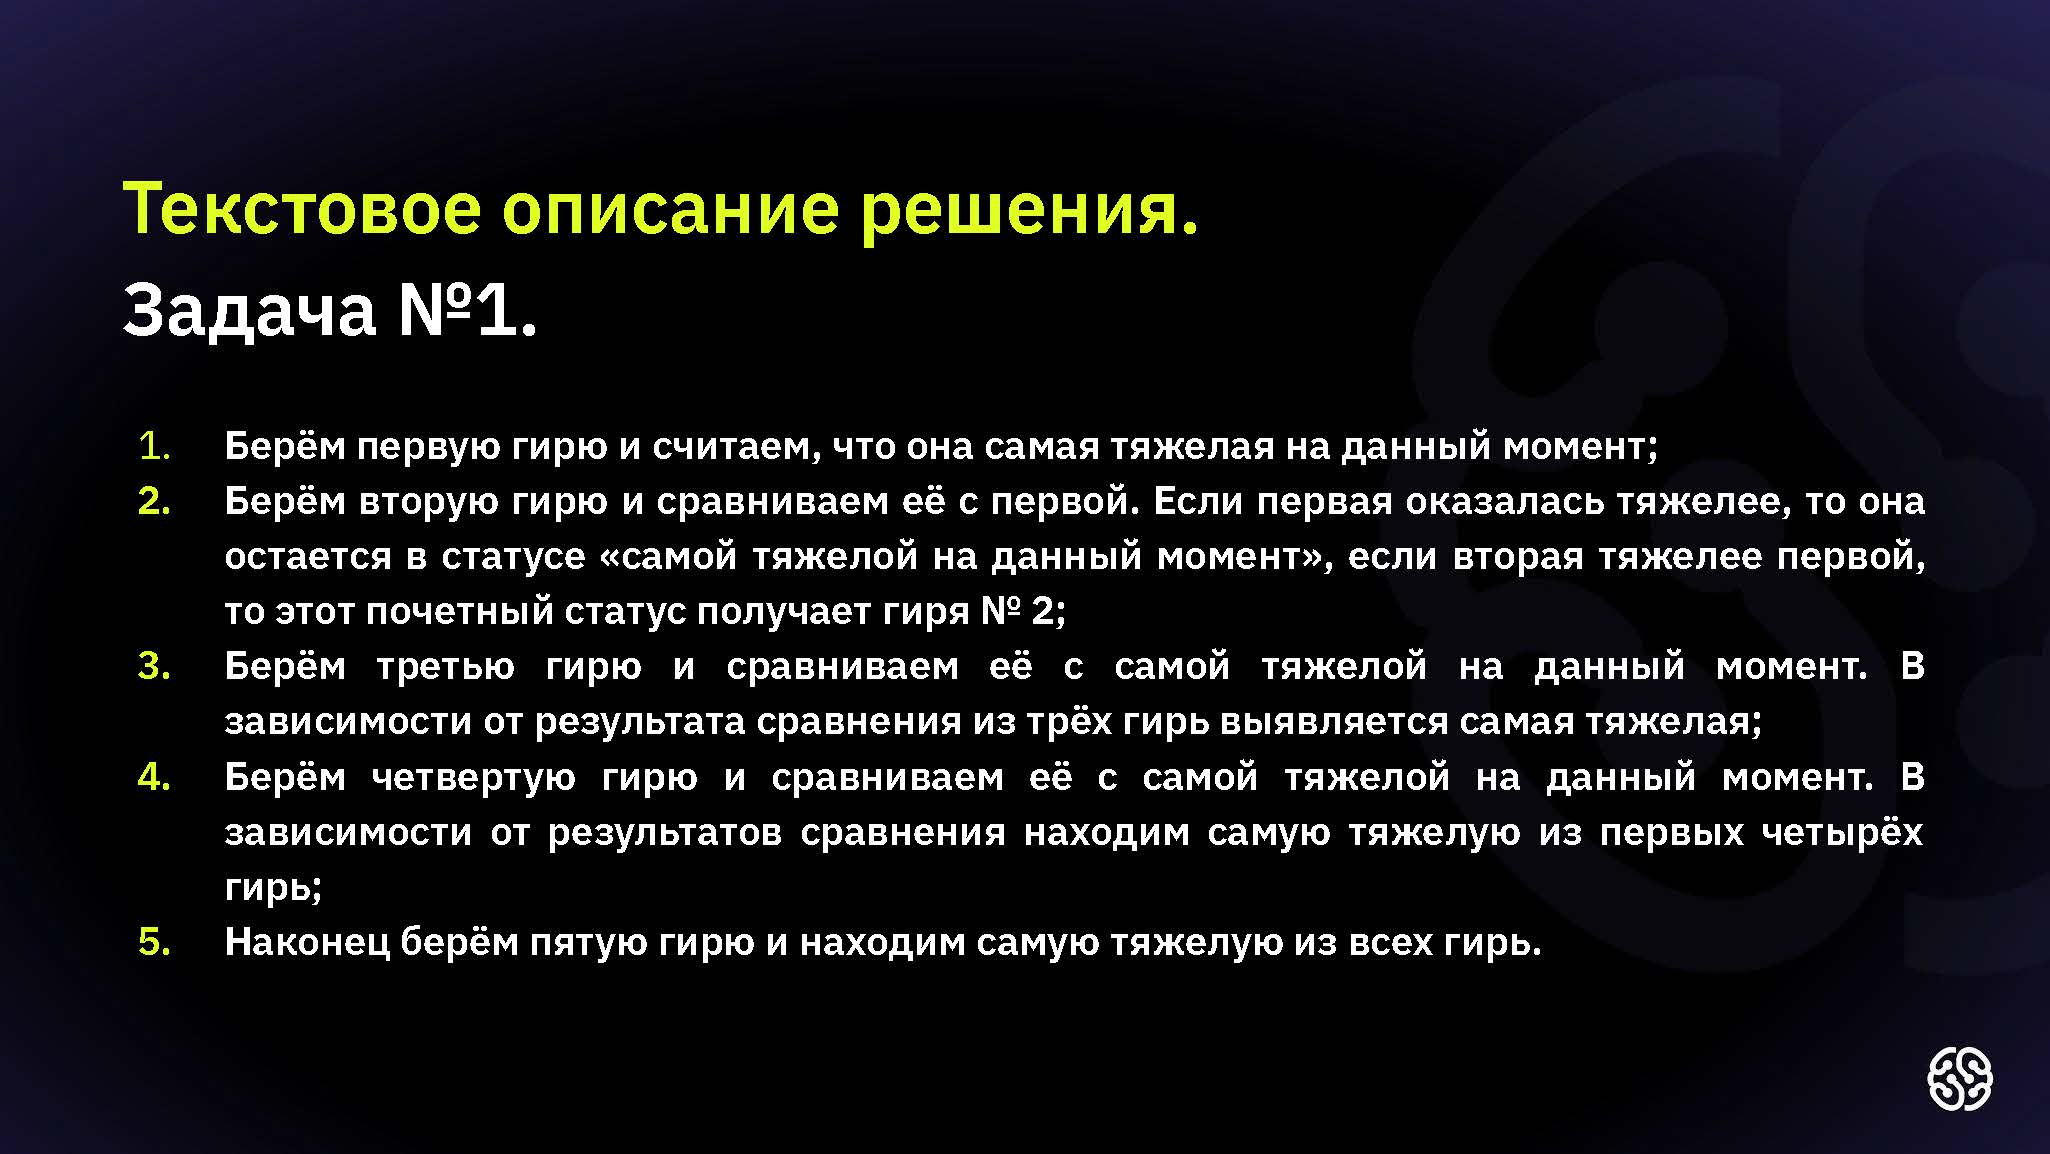 Текстовое описание решения.
Задача №1.
1. Берём первую гирю и считаем, что она самая тяжелая на данный момент;
2. Берём вторую гирю и сравниваем её с первой. Если первая оказалась тяжелее, то она
остается в статусе «самой тяжелой на данный момент», если вторая тяжелее первой,
то этот почетный статус получает гиря № 2;
3. Берём третью гирю и сравниваем её с самой тяжелой на данный момент. В
зависимости от результата сравнения из трёх гирь выявляется самая тяжелая;
4. Берём четвертую гирю и сравниваем её с самой тяжелой на данный момент. В
зависимости от результатов сравнения находим самую тяжелую из первых четырёх
гирь;
5. Наконец берём пятую гирю и находим самую тяжелую из всех гирь.